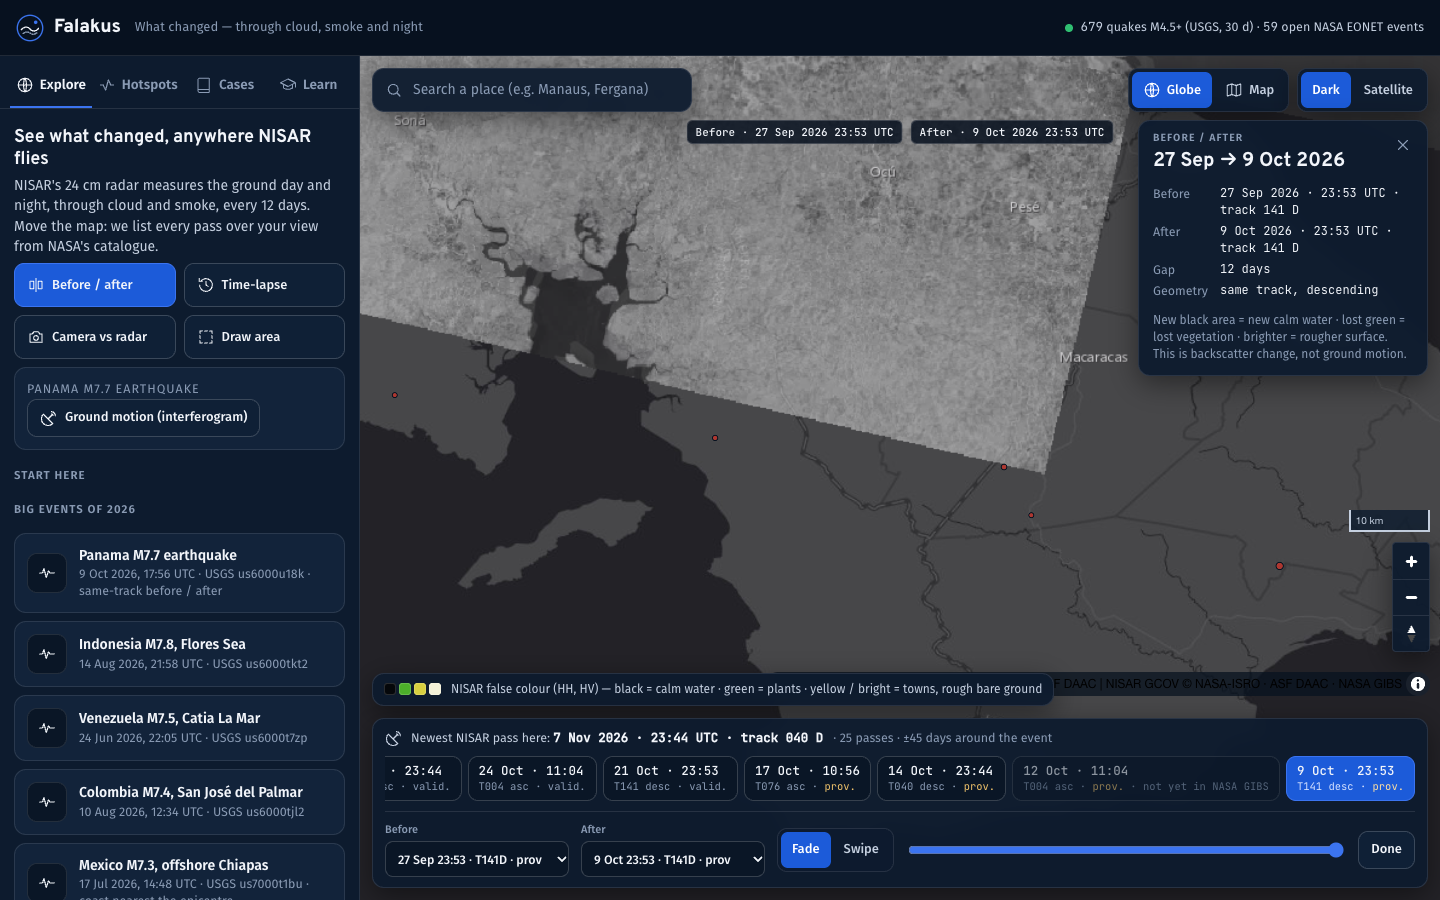 Falakus
What changed — through cloud, smoke and night
679 quakes M4.5+ (USGS, 30 d) · 59 open NASA EONET events
Explore
Hotspots
Cases
Learn
See what changed, anywhere NISAR
flies
NISAR's 24 cm radar measures the ground day and
night, through cloud and smoke, every 12 days.
Move the map: we list every pass over your view
from NASA's catalogue.
Before / after
Time-lapse
Camera vs radar
Draw area
PANAMA M7.7 EARTHQUAKE
Ground motion (interferogram)
START HERE
BIG EVENTS OF 2026
Panama M7.7 earthquake
9 Oct 2026, 17:56 UTC · USGS us6000u18k ·
same-track before / after
Indonesia M7.8, Flores Sea
14 Aug 2026, 21:58 UTC · USGS us6000tkt2
Venezuela M7.5, Catia La Mar
24 Jun 2026, 22:05 UTC · USGS us6000t7zp
Colombia M7.4, San José del Palmar
10 Aug 2026, 12:34 UTC · USGS us6000tjl2
Mexico M7.3, offshore Chiapas
17 Jul 2026, 14:48 UTC · USGS us7000t1bu ·
coast nearest the epicentre
Search a place (e.g. Manaus, Fergana)
Globe
Map
Dark
Satellite
Soná
Before · 27 Sep 2026 23:53 UTC
After · 9 Oct 2026 23:53 UTC
Ocú
Pesé
Macaracas
BEFORE / AFTER
27 Sep → 9 Oct 2026
Before
27 Sep 2026 · 23:53 UTC ·
track 141 D
After
9 Oct 2026 · 23:53 UTC ·
track 141 D
Gap
12 days
Geometry
same track, descending
New black area = new calm water · lost green =
lost vegetation · brighter = rougher surface.
This is backscatter change, not ground motion.
10 km
NISAR false colour (HH, HV) — black = calm water · green = plants · yellow / bright = towns, rough bare ground
F DAAC | NISAR GCOV © NASA-ISRO · ASF DAAC · NASA GIBS
Newest NISAR pass here: 7 Nov 2026 · 23:44 UTC · track 040 D · 25 passes · ±45 days around the event
· 23:44
sc · valid.
24 Oct · 11:04
T004 asc · valid.
21 Oct · 23:53
T141 desc · valid.
17 Oct · 10:56
T076 asc · prov.
14 Oct · 23:44
T040 desc · prov.
12 Oct · 11:04
T004 asc · prov. · not yet in NASA GIBS
9 Oct · 23:53
T141 desc · prov.
Before
27 Sep 23:53 · T141D · prov
After
9 Oct 23:53 · T141D · prov
Fade
Swipe
Done